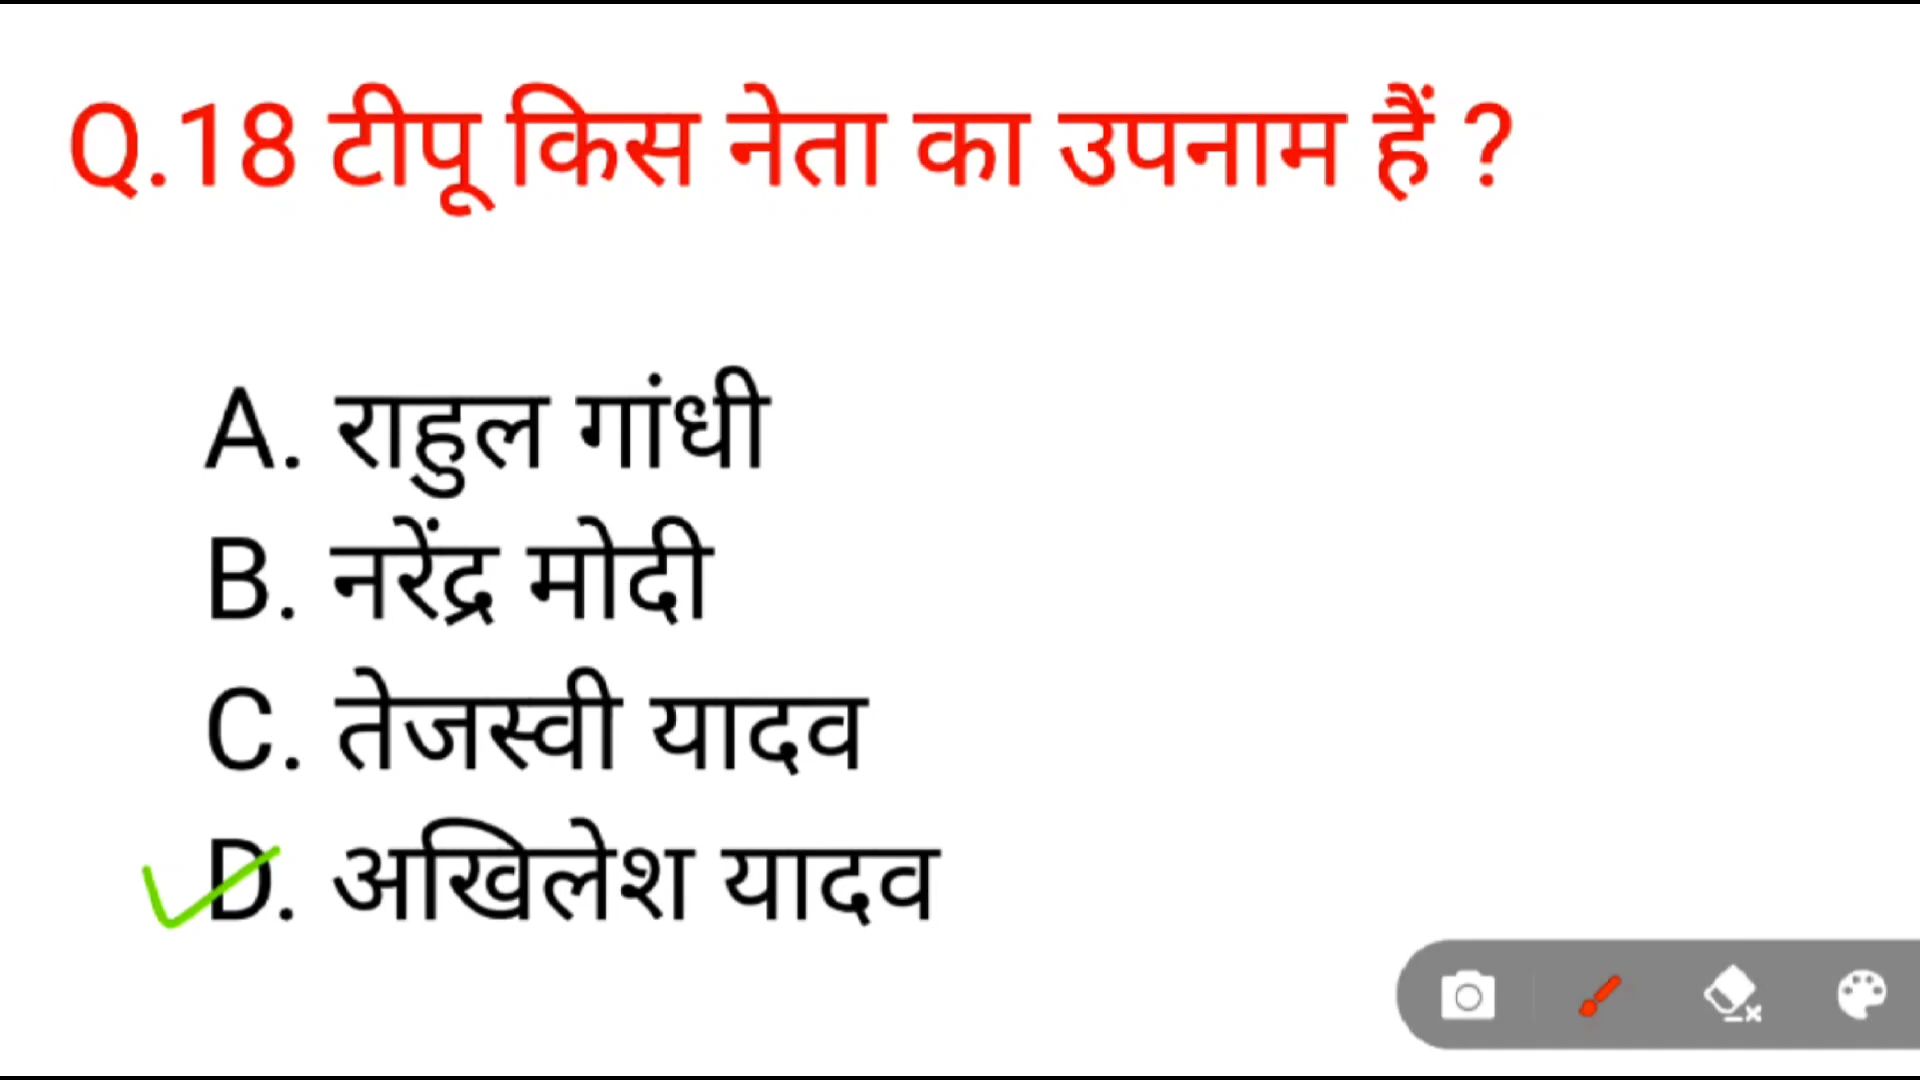 Q.18 टीपू किस नेता का उपनाम हैं ?
A. राहुल गांधी
B. नरेंद्र मोदी
C. तेजस्वी यादव
D. अखिलेश यादव